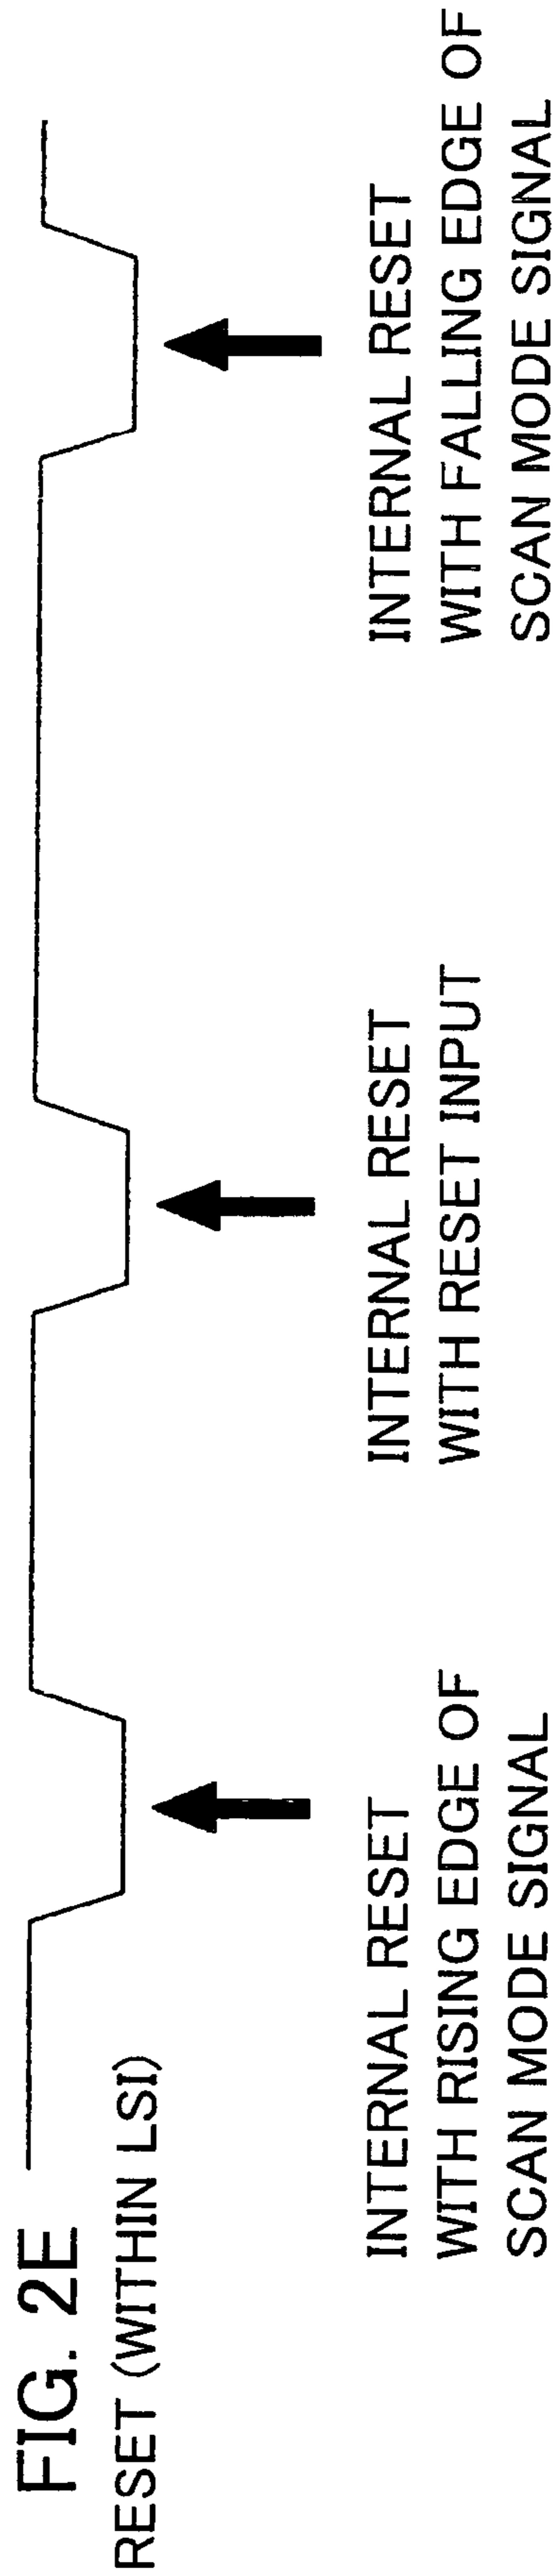 FIG. 2E
RESET (WITHIN LSI)
INTERNAL RESET
WITH RISING EDGE OF
SCAN MODE SIGNAL
INTERNAL RESET
WITH RESET INPUT
INTERNAL RESET
WITH FALLING EDGE OF
SCAN MODE SIGNAL